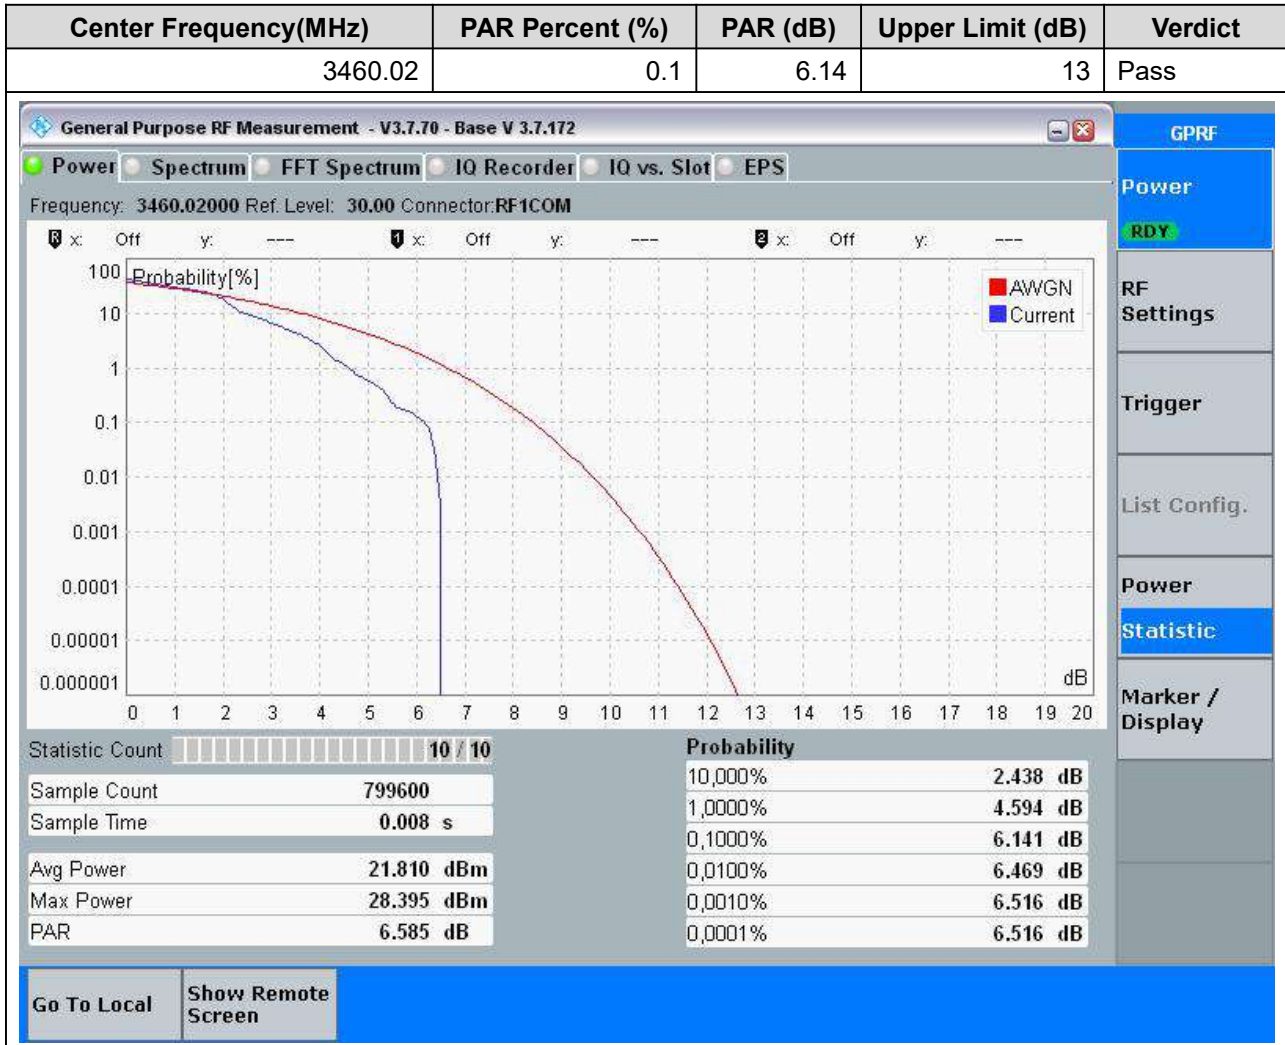 Center Frequency(MHz) PAR Percent (%) PAR (dB) Upper Limit (dB) Verdict
3460.02 0.1 6.14 13 Pass
General Purpose RF Measurement - V3.7.70 - Base V 3.7.172
GPRF
Power Spectrum FFT Spectrum IQ Recorder IQ vs. Slot EPS
Frequency: 3460.02000 Ref. Level: 30.00 Connector:RF1COM
R x: Off y: --- 1 x: Off y: --- 2 x: Off y: ---
Probability[%]
AWGN
Current
100
10
1
0.1
0.01
0.001
0.0001
0.00001
0.000001
dB
0 1 2 3 4 5 6 7 8 9 10 11 12 13 14 15 16 17 18 19 20
Statistic Count 10 / 10
Sample Count 799600
Sample Time 0.008 s
Avg Power 21.810 dBm
Max Power 28.395 dBm
PAR 6.585 dB
Probability
10,000% 2.438 dB
1,0000% 4.594 dB
0,1000% 6.141 dB
0,0100% 6.469 dB
0,0010% 6.516 dB
0,0001% 6.516 dB
Power
RDY
RF
Settings
Trigger
List Config.
Power
Statistic
Marker /
Display
Go To Local
Show Remote
Screen